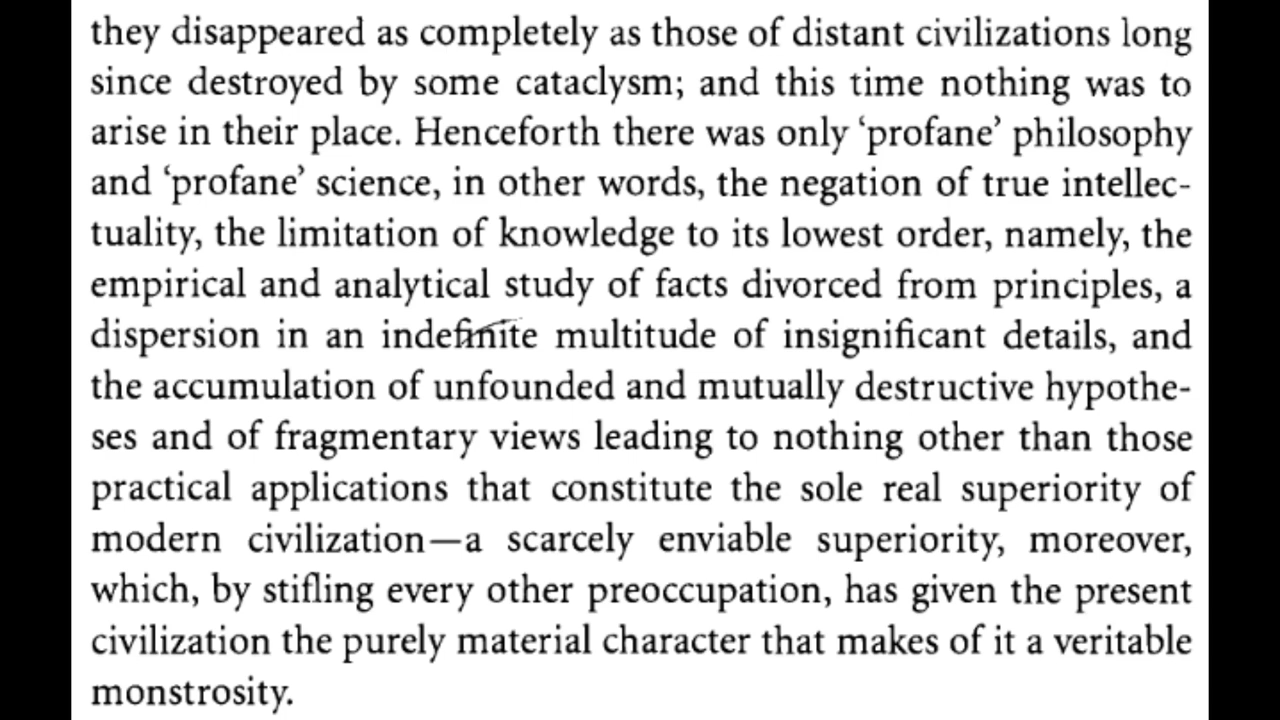 they disappeared as completely as those of distant civilizations long
since destroyed by some cataclysm; and this time nothing was to
arise in their place. Henceforth there was only ‘profane’ philosophy
and ‘profane’ science, in other words, the negation of true intellec-
tuality, the limitation of knowledge to its lowest order, namely, the
empirical and analytical study of facts divorced from principles, a
dispersion in an indefinite multitude of insignificant details, and
the accumulation of unfounded and mutually destructive hypothe-
ses and of fragmentary views leading to nothing other than those
practical applications that constitute the sole real superiority of
modern civilization—a scarcely enviable superiority, moreover,
which, by stifling every other preoccupation, has given the present
civilization the purely material character that makes of it a veritable
monstrosity.